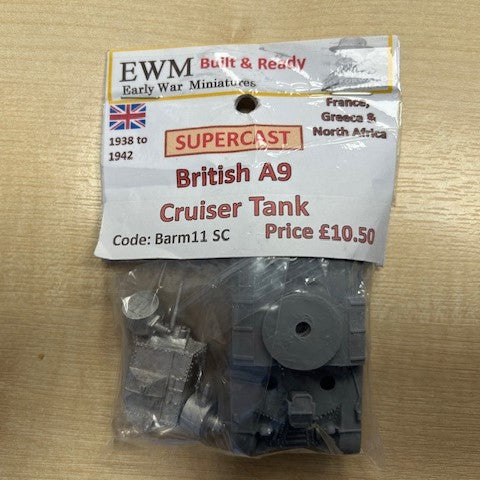 EWM Built & Ready
Early War Miniatures
1938 to
1942
SUPERCAST
France,
Greece &
North Africa
British A9
Cruiser Tank
Code: Barm11 SC
Price £10.50